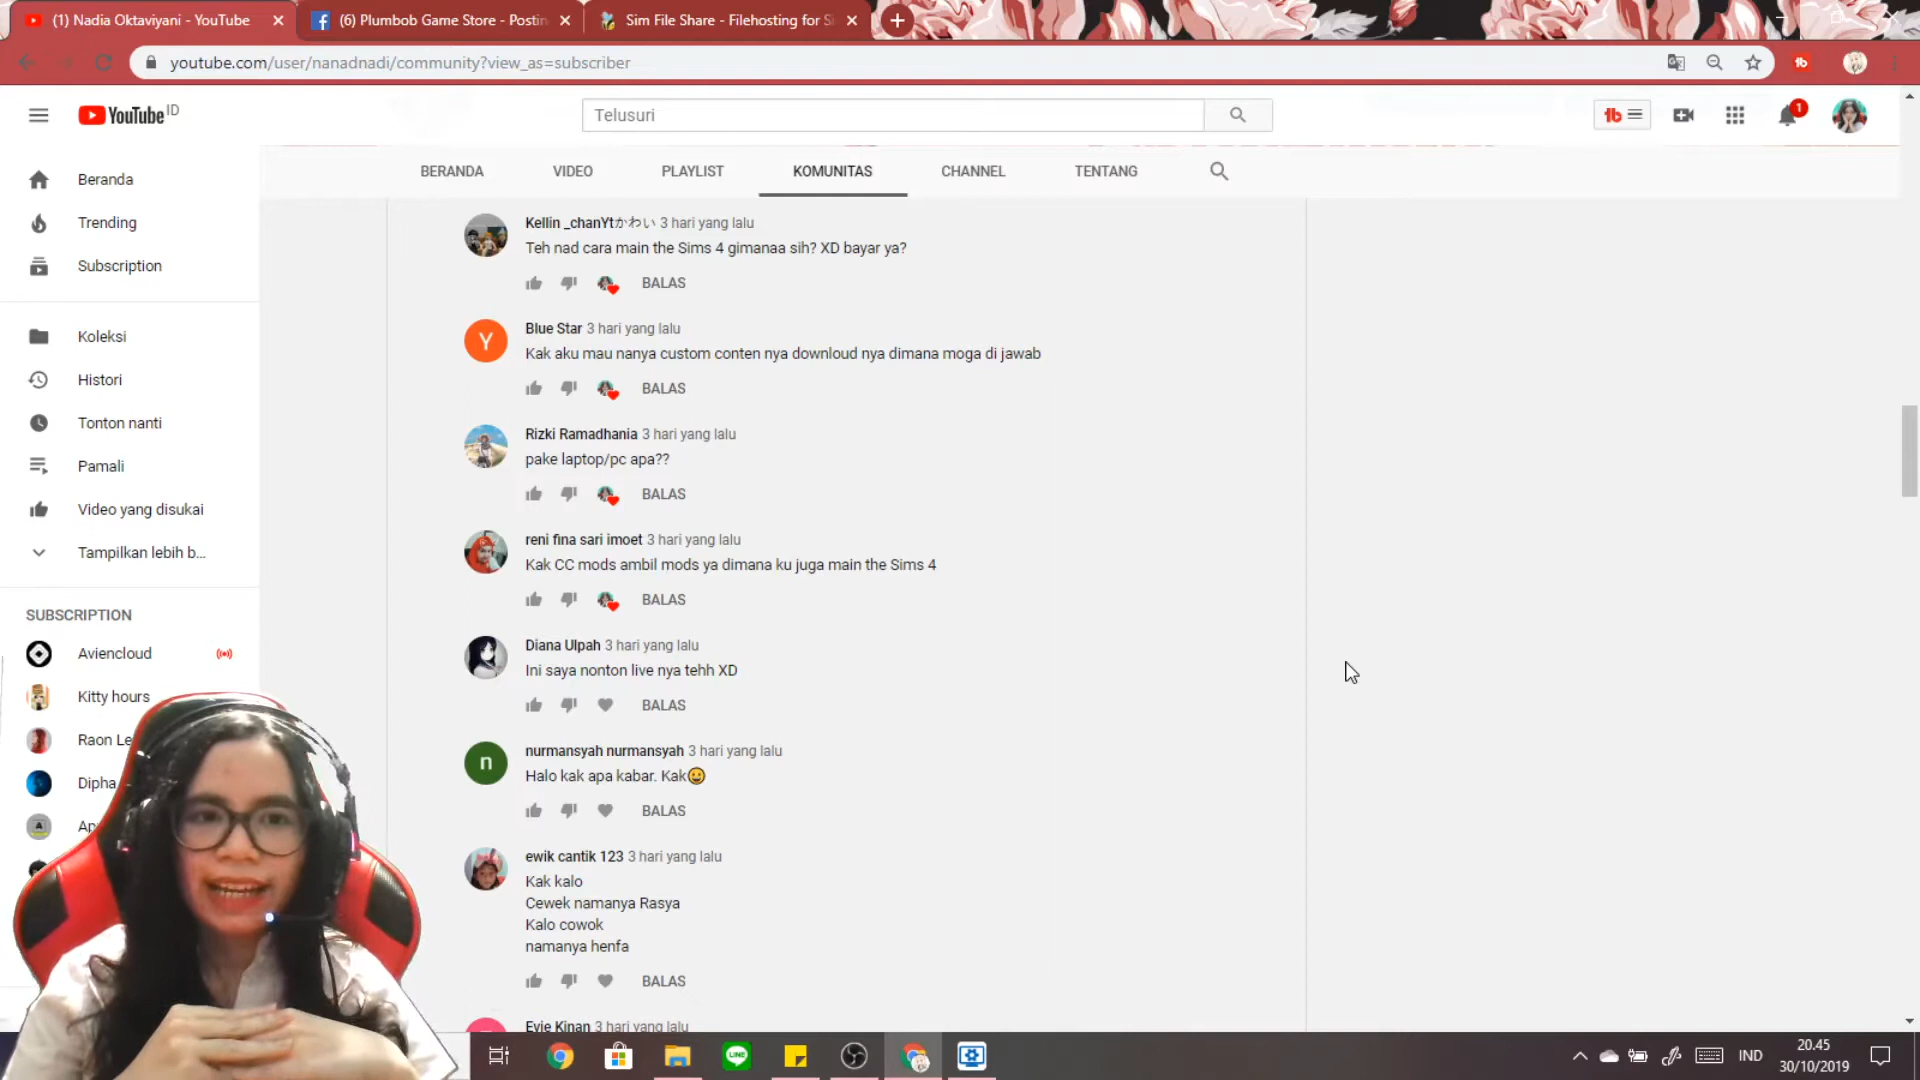 (1) Nadia Oktaviyani - YouTube
(6) Plumbob Game Store - Postin
Sim File Share - Filehosting for S
youtube.com/user/nanadnadi/community?view_as=subscriber
YouTube ID
Telusuri
tb
1
BERANDA VIDEO PLAYLIST KOMUNITAS CHANNEL TENTANG
Beranda
Trending
Subscription
Koleksi
Histori
Tonton nanti
Pamali
Video yang disukai
Tampilkan lebih b...
SUBSCRIPTION
Aviencloud
Kitty hours
Raon Le
Dipha
Kellin _chanYtかわい 3 hari yang lalu
Teh nad cara main the Sims 4 gimanaa sih? XD bayar ya?
BALAS
Y
Blue Star 3 hari yang lalu
Kak aku mau nanya custom conten nya downloud nya dimana moga di jawab
BALAS
Rizki Ramadhania 3 hari yang lalu
pake laptop/pc apa??
BALAS
reni fina sari imoet 3 hari yang lalu
Kak CC mods ambil mods ya dimana ku juga main the Sims 4
BALAS
Diana Ulpah 3 hari yang lalu
Ini saya nonton live nya tehh XD
BALAS
n
nurmansyah nurmansyah 3 hari yang lalu
Halo kak apa kabar. Kak😀
BALAS
ewik cantik 123 3 hari yang lalu
Kak kalo
Cewek namanya Rasya
Kalo cowok
namanya henfa
BALAS
Evie Kinan 3 hari yang lalu
LINE
IND
20.45
30/10/2019